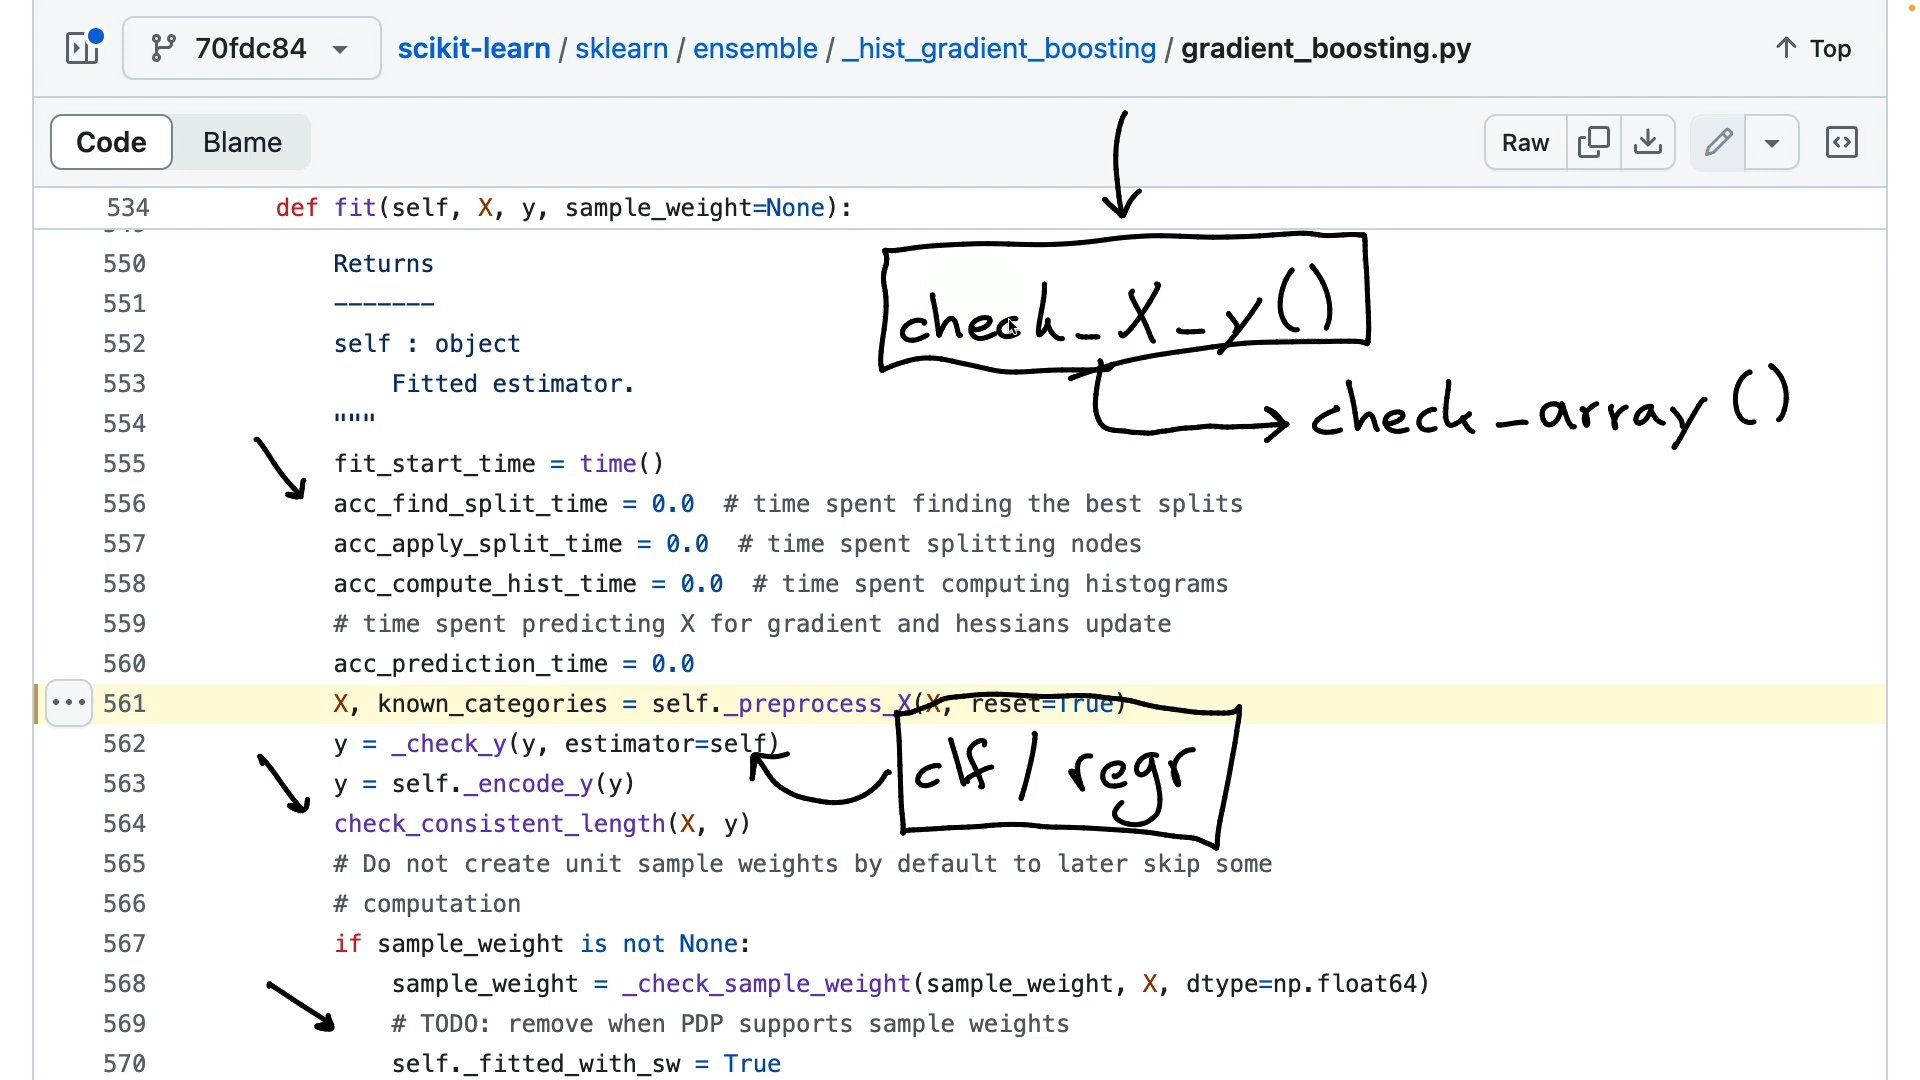 70fdc84 scikit-learn / sklearn / ensemble / _hist_gradient_boosting / gradient_boosting.py Top
Code Blame Raw
534 def fit(self, X, y, sample_weight=None):
550 Returns
551 -------
check_X_y()
552 self : object
553 Fitted estimator.
check_array()
554 """
555 fit_start_time = time()
556 acc_find_split_time = 0.0 # time spent finding the best splits
557 acc_apply_split_time = 0.0 # time spent splitting nodes
558 acc_compute_hist_time = 0.0 # time spent computing histograms
559 # time spent predicting X for gradient and hessians update
560 acc_prediction_time = 0.0
561 X, known_categories = self._preprocess_X(X, reset=True)
562 y = _check_y(y, estimator=self)
clf / regr
563 y = self._encode_y(y)
564 check_consistent_length(X, y)
565 # Do not create unit sample weights by default to later skip some
566 # computation
567 if sample_weight is not None:
568 sample_weight = _check_sample_weight(sample_weight, X, dtype=np.float64)
569 # TODO: remove when PDP supports sample weights
570 self._fitted_with_sw = True